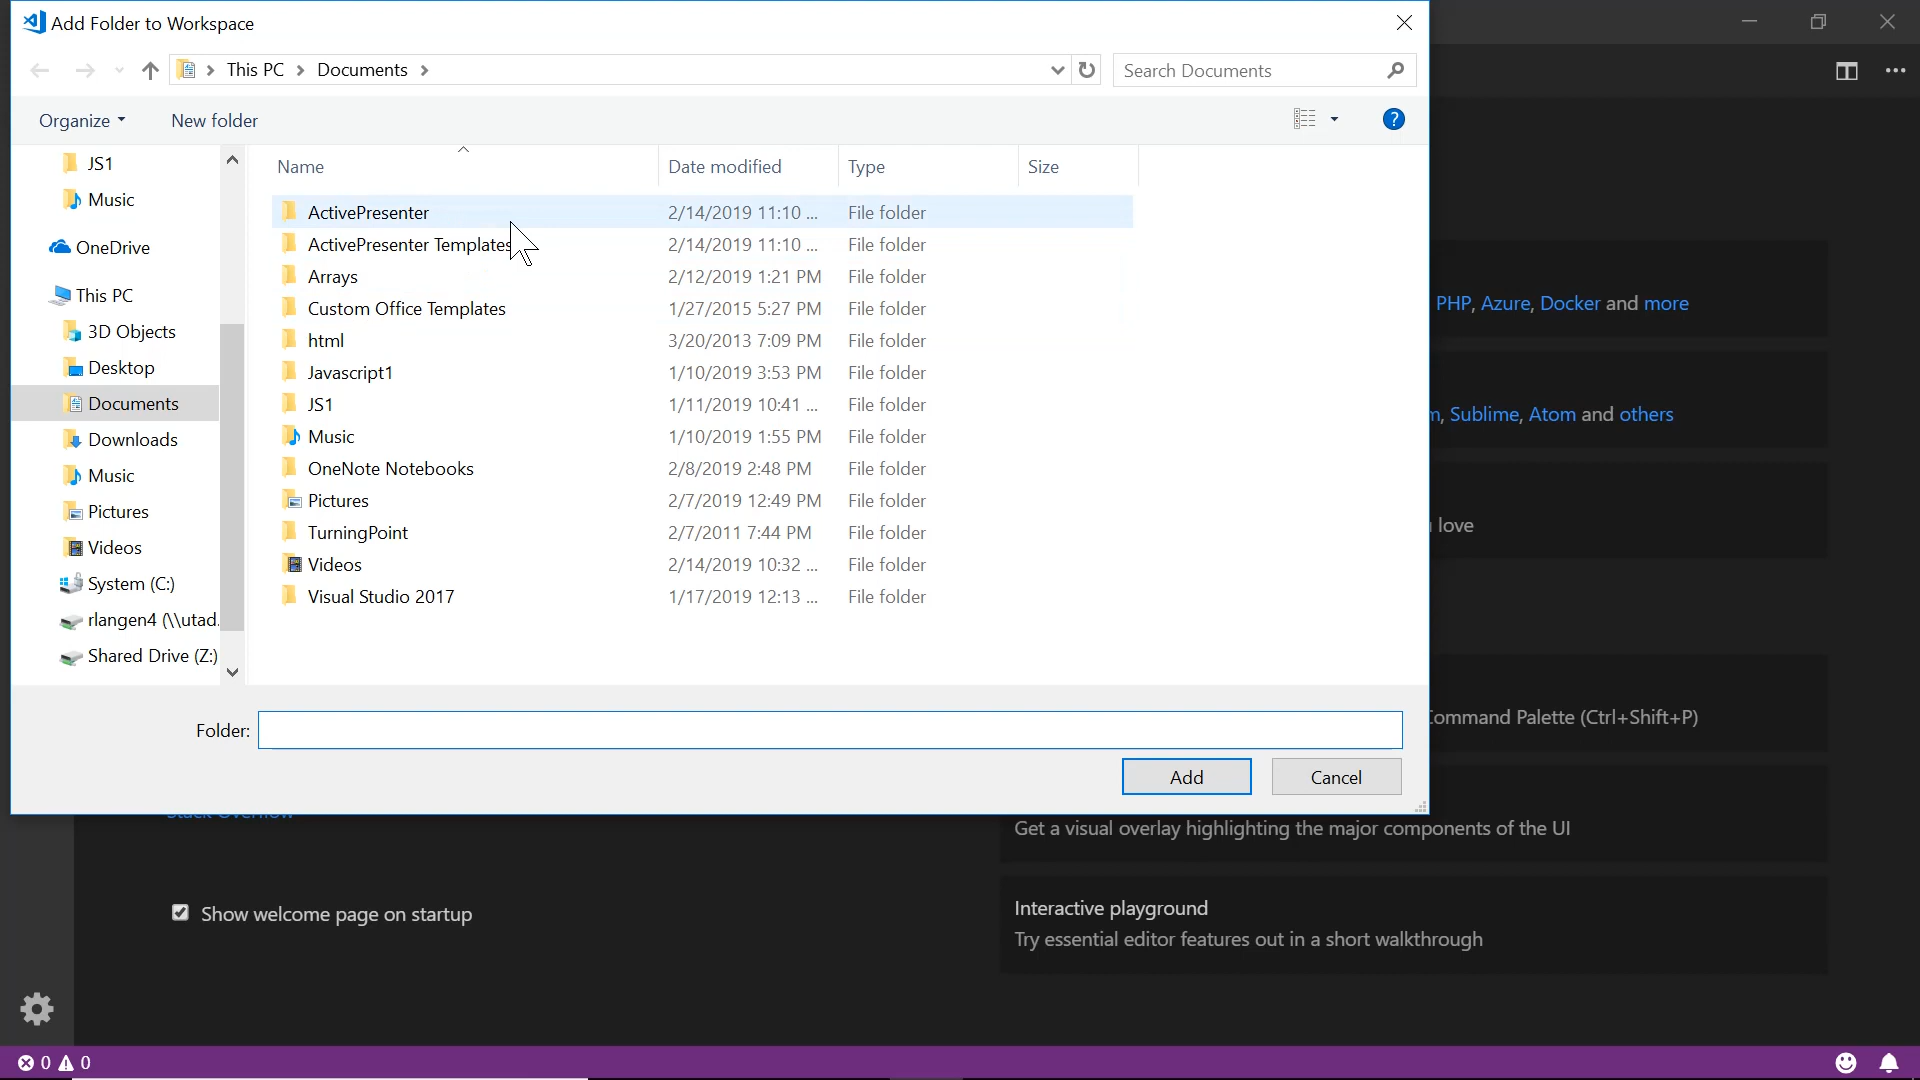 Add Folder to Workspace
This PC Documents
Search Documents
Organize New folder
?
JS1
Music
OneDrive
This PC
3D Objects
Desktop
Documents
Downloads
Music
Pictures
Videos
System (C:)
rlangen4 (\\utad.
Shared Drive (Z:)
Name Date modified Type Size
ActivePresenter 2/14/2019 11:10 ... File folder
ActivePresenter Templates 2/14/2019 11:10 ... File folder
Arrays 2/12/2019 1:21 PM File folder
Custom Office Templates 1/27/2015 5:27 PM File folder
html 3/20/2013 7:09 PM File folder
Javascript1 1/10/2019 3:53 PM File folder
JS1 1/11/2019 10:41 ... File folder
Music 1/10/2019 1:55 PM File folder
OneNote Notebooks 2/8/2019 2:48 PM File folder
Pictures 2/7/2019 12:49 PM File folder
TurningPoint 2/7/2011 7:44 PM File folder
Videos 2/14/2019 10:32 ... File folder
Visual Studio 2017 1/17/2019 12:13 ... File folder
Folder:
Add Cancel
PHP, Azure, Docker and more
, Sublime, Atom and others
love
Command Palette (Ctrl+Shift+P)
Stack Overflow
Get a visual overlay highlighting the major components of the UI
Show welcome page on startup
Interactive playground
Try essential editor features out in a short walkthrough
0 0